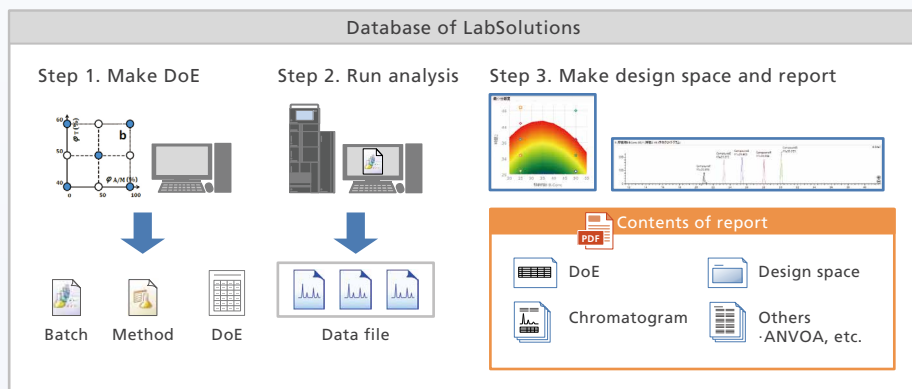 Database of LabSolutions
Step 1. Make DoE
Step 2. Run analysis
Step 3. Make design space and report
60
50
40
φ T (%)
b
0
50
100
φ A/M (%)
Batch
Method
DoE
Data file
PDF
Contents of report
DoE
Design space
Chromatogram
Others
·ANVOA, etc.